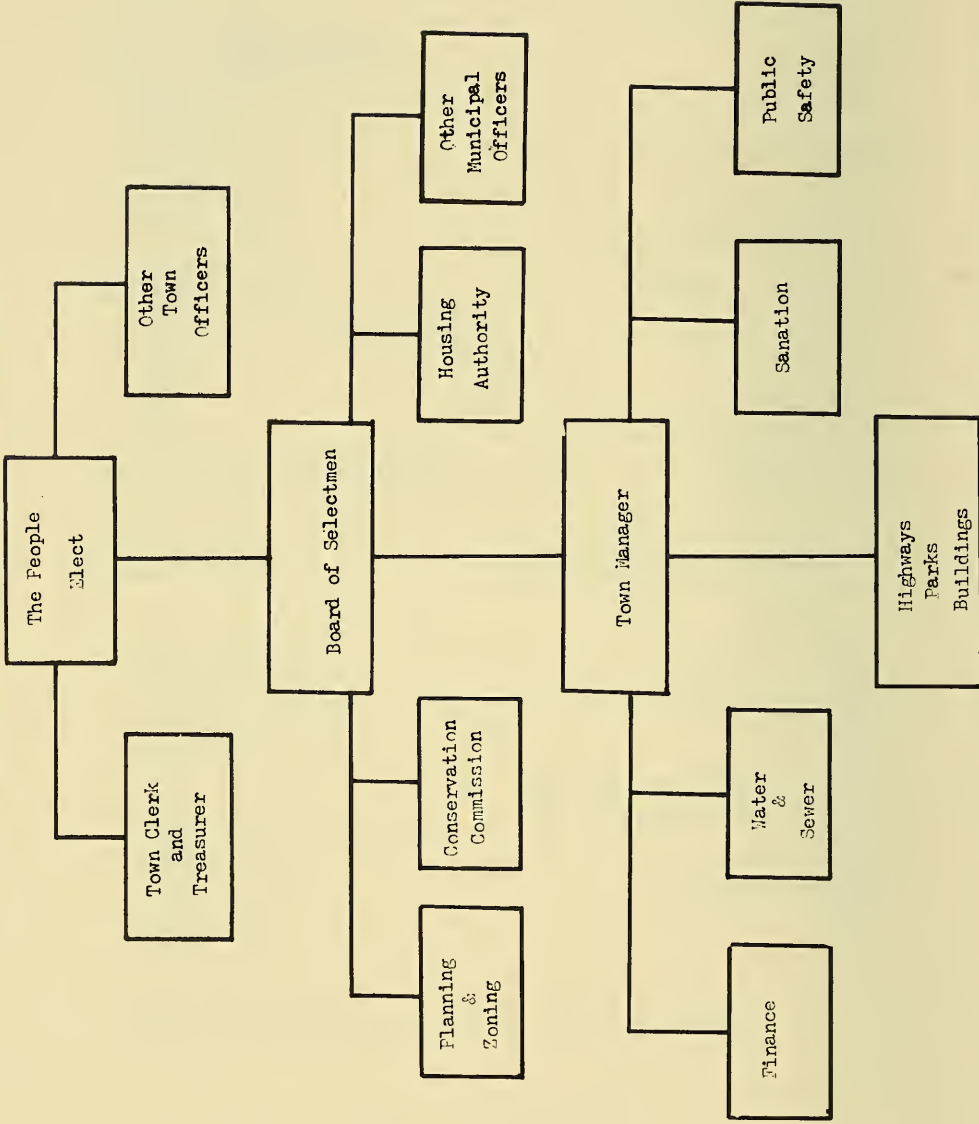 The People
Elect
Town Clerk
and
Treasurer
Other
Town
Officers
Board of Selectmen
Planning
&
Zoning
Conservation
Commission
Housing
Authority
Other
Municipal
Officers
Town Manager
Finance
Water
&
Sewer
Sanation
Public
Safety
Highways
Parks
Buildings